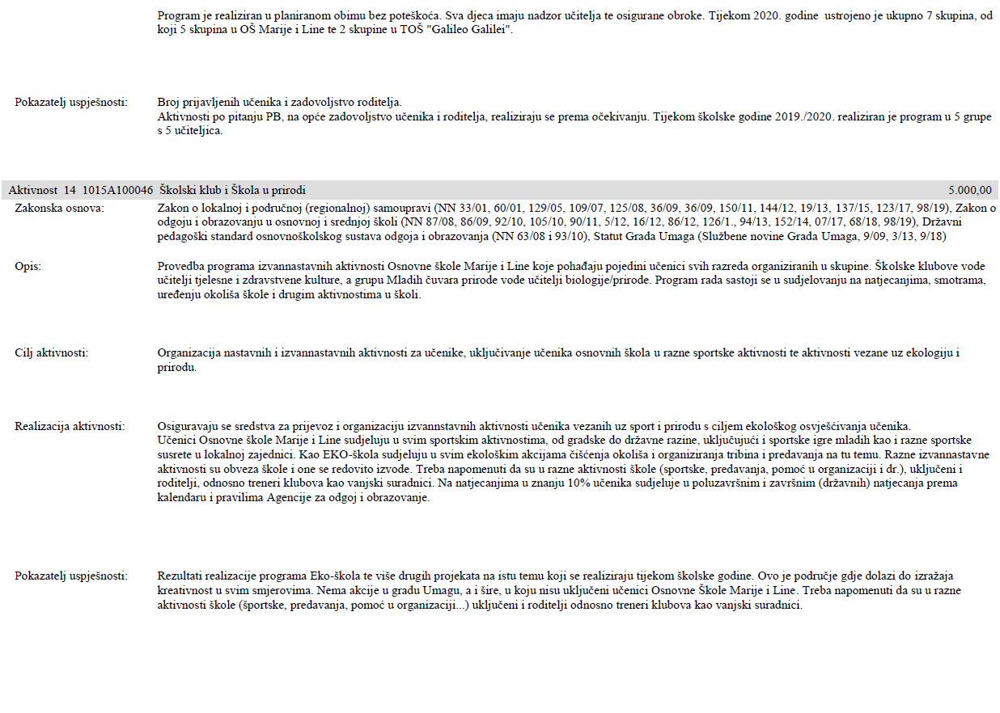 Program je realiziran u planiranom obimu bez poteškoća. Sva djeca imaju nadzor učitelja te osigurane obroke. Tijekom 2020. godine  ustrojeno je ukupno 7 skupina, od
koji 5 skupina u OŠ Marije i Line te 2 skupine u TOŠ "Galileo Galilei".
Pokazatelj uspješnosti: Broj prijavljenih učenika i zadovoljstvo roditelja.
Aktivnosti po pitanju PB, na opće zadovoljstvo učenika i roditelja, realiziraju se prema očekivanju. Tijekom školske godine 2019./2020. realiziran je program u 5 grupe
s 5 učiteljica.
Aktivnost 14 1015A100046 Školski klub i Škola u prirodi 5.000,00
Zakonska osnova: Zakon o lokalnoj i područnoj (regionalnoj) samoupravi (NN 33/01, 60/01, 129/05, 109/07, 125/08, 36/09, 36/09, 150/11, 144/12, 19/13, 137/15, 123/17, 98/19), Zakon o
odgoju i obrazovanju u osnovnoj i srednjoj školi (NN 87/08, 86/09, 92/10, 105/10, 90/11, 5/12, 16/12, 86/12, 126/1., 94/13, 152/14, 07/17, 68/18, 98/19), Državni
pedagoški standard osnovnoškolskog sustava odgoja i obrazovanja (NN 63/08 i 93/10), Statut Grada Umaga (Službene novine Grada Umaga, 9/09, 3/13, 9/18)
Opis: Provedba programa izvannastavnih aktivnosti Osnovne škole Marije i Line koje pohađaju pojedini učenici svih razreda organiziranih u skupine. Školske klubove vode
učitelji tjelesne i zdravstvene kulture, a grupu Mladih čuvara prirode vode učitelji biologije/prirode. Program rada sastoji se u sudjelovanju na natjecanjima, smotrama,
uređenju okoliša škole i drugim aktivnostima u školi.
Cilj aktivnosti: Organizacija nastavnih i izvannastavnih aktivnosti za učenike, uključivanje učenika osnovnih škola u razne sportske aktivnosti te aktivnosti vezane uz ekologiju i
prirodu.
Realizacija aktivnosti: Osiguravaju se sredstva za prijevoz i organizaciju izvannstavnih aktivnosti učenika vezanih uz sport i prirodu s ciljem ekološkog osvješćivanja učenika.
Učenici Osnovne škole Marije i Line sudjeluju u svim sportskim aktivnostima, od gradske do državne razine, uključujući i sportske igre mladih kao i razne sportske
susrete u lokalnoj zajednici. Kao EKO-škola sudjeluju u svim ekološkim akcijama čišćenja okoliša i organiziranja tribina i predavanja na tu temu. Razne izvannastavne
aktivnosti su obveza škole i one se redovito izvode. Treba napomenuti da su u razne aktivnosti škole (sportske, predavanja, pomoć u organizaciji i dr.), uključeni i
roditelji, odnosno treneri klubova kao vanjski suradnici. Na natjecanjima u znanju 10% učenika sudjeluje u poluzavršnim i završnim (državnih) natjecanja prema
kalendaru i pravilima Agencije za odgoj i obrazovanje.
Pokazatelj uspješnosti: Rezultati realizacije programa Eko-škola te više drugih projekata na istu temu koji se realiziraju tijekom školske godine. Ovo je područje gdje dolazi do izražaja
kreativnost u svim smjerovima. Nema akcije u gradu Umagu, a i šire, u koju nisu uključeni učenici Osnovne Škole Marije i Line. Treba napomenuti da su u razne
aktivnosti škole (športske, predavanja, pomoć u organizaciji...) uključeni i roditelji odnosno treneri klubova kao vanjski suradnici.